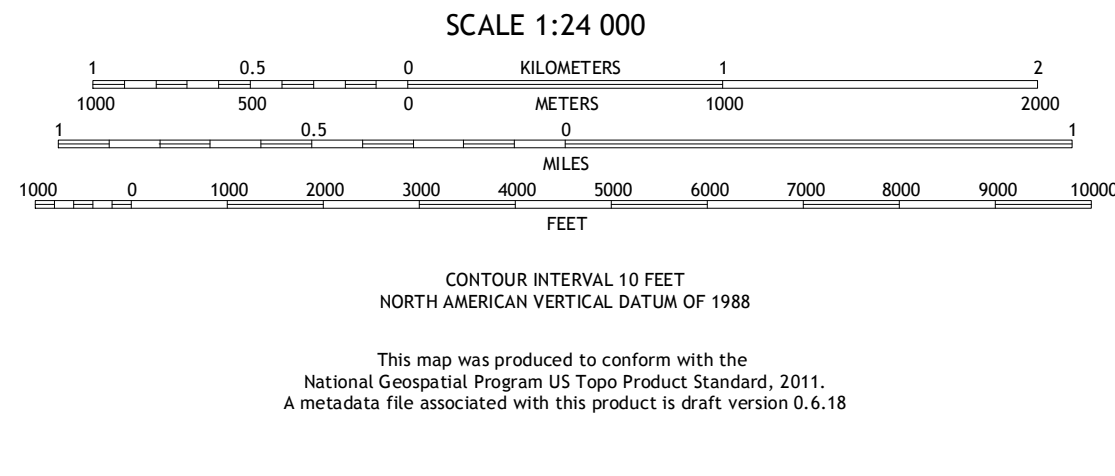 SCALE 1:24 000
1 0.5 0 KILOMETERS 1 2
1000 500 0 METERS 1000 2000
1 0.5 0 1
MILES
1000 0 1000 2000 3000 4000 5000 6000 7000 8000 9000 10000
FEET
CONTOUR INTERVAL 10 FEET
NORTH AMERICAN VERTICAL DATUM OF 1988
This map was produced to conform with the
National Geospatial Program US Topo Product Standard, 2011.
A metadata file associated with this product is draft version 0.6.18